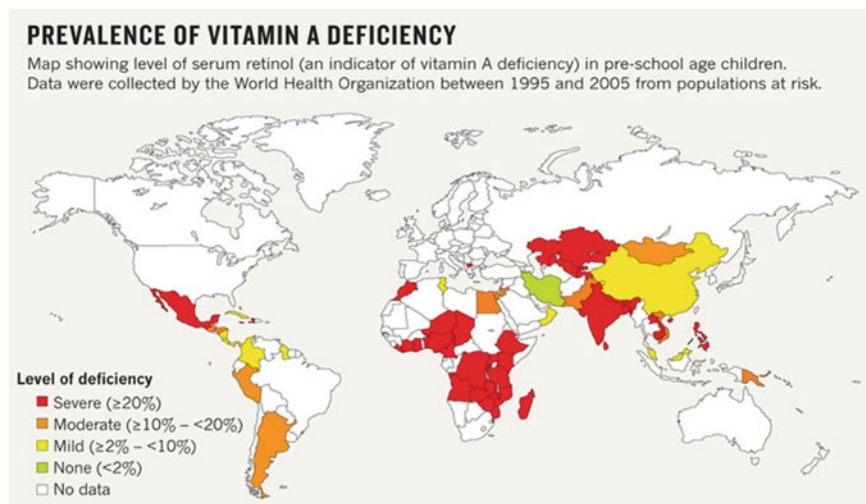 PREVALENCE OF VITAMIN A DEFICIENCY
Map showing level of serum retinol (an indicator of vitamin A deficiency) in pre-school age children.
Data were collected by the World Health Organization between 1995 and 2005 from populations at risk.
Level of deficiency
Severe (≥20%)
Moderate (≥10% – <20%)
Mild (≥2% – <10%)
None (<2%)
No data